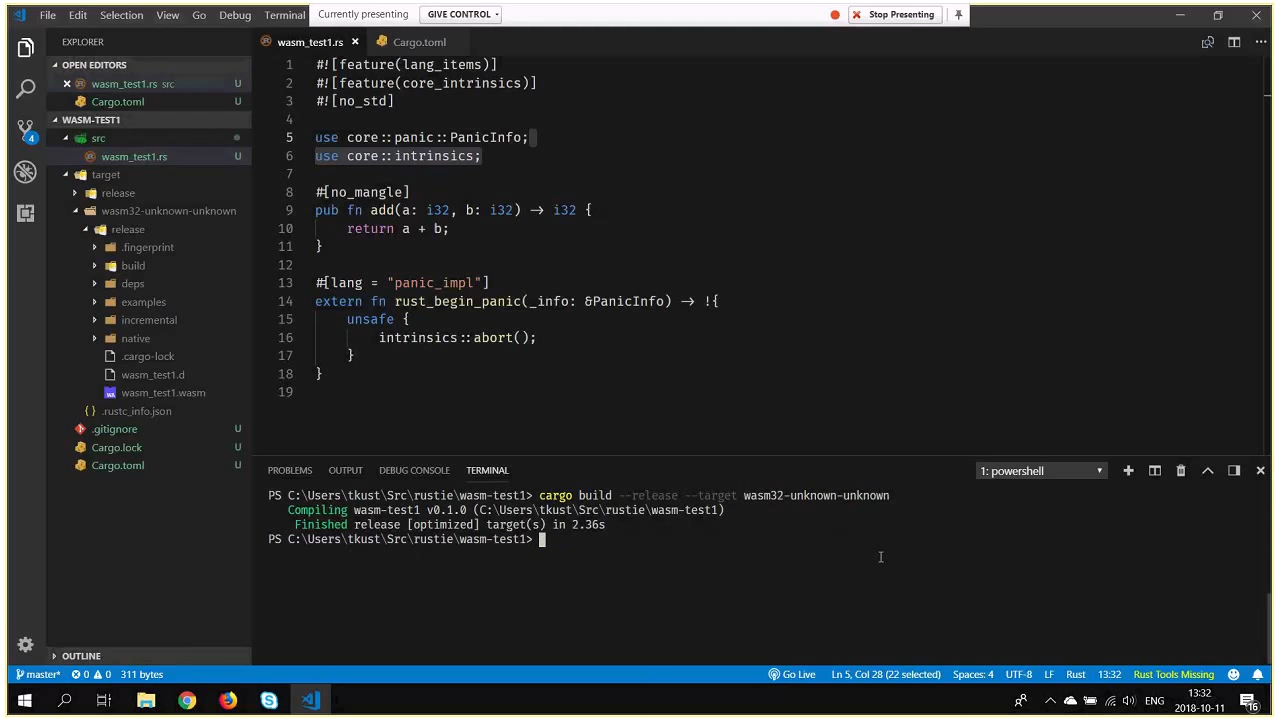 File Edit Selection View Go Debug Terminal
Currently presenting GIVE CONTROL Stop Presenting
EXPLORER
OPEN EDITORS
wasm_test1.rs src U
Cargo.toml U
WASM-TEST1
src
wasm_test1.rs U
target
release
wasm32-unknown-unknown
release
.fingerprint
build
deps
examples
incremental
native
.cargo-lock
wasm_test1.d
wasm_test1.wasm
{} .rustc_info.json
.gitignore U
Cargo.lock U
Cargo.toml U
OUTLINE
4
wasm_test1.rs Cargo.toml
1 #![feature(lang_items)]
2 #![feature(core_intrinsics)]
3 #![no_std]
4
5 use core::panic::PanicInfo;
6 use core::intrinsics;
7
8 #[no_mangle]
9 pub fn add(a: i32, b: i32) -> i32 {
10 return a + b;
11 }
12
13 #[lang = "panic_impl"]
14 extern fn rust_begin_panic(_info: &PanicInfo) -> !{
15 unsafe {
16 intrinsics::abort();
17 }
18 }
19
PROBLEMS OUTPUT DEBUG CONSOLE TERMINAL 1: powershell
PS C:\Users\tkust\Src\rustie\wasm-test1> cargo build --release --target wasm32-unknown-unknown
Compiling wasm-test1 v0.1.0 (C:\Users\tkust\Src\rustie\wasm-test1)
Finished release [optimized] target(s) in 2.36s
PS C:\Users\tkust\Src\rustie\wasm-test1>
master* 0 0 311 bytes Go Live Ln 5, Col 28 (22 selected) Spaces: 4 UTF-8 LF Rust 13:32 Rust Tools Missing
ENG 13:32
2018-10-11 16